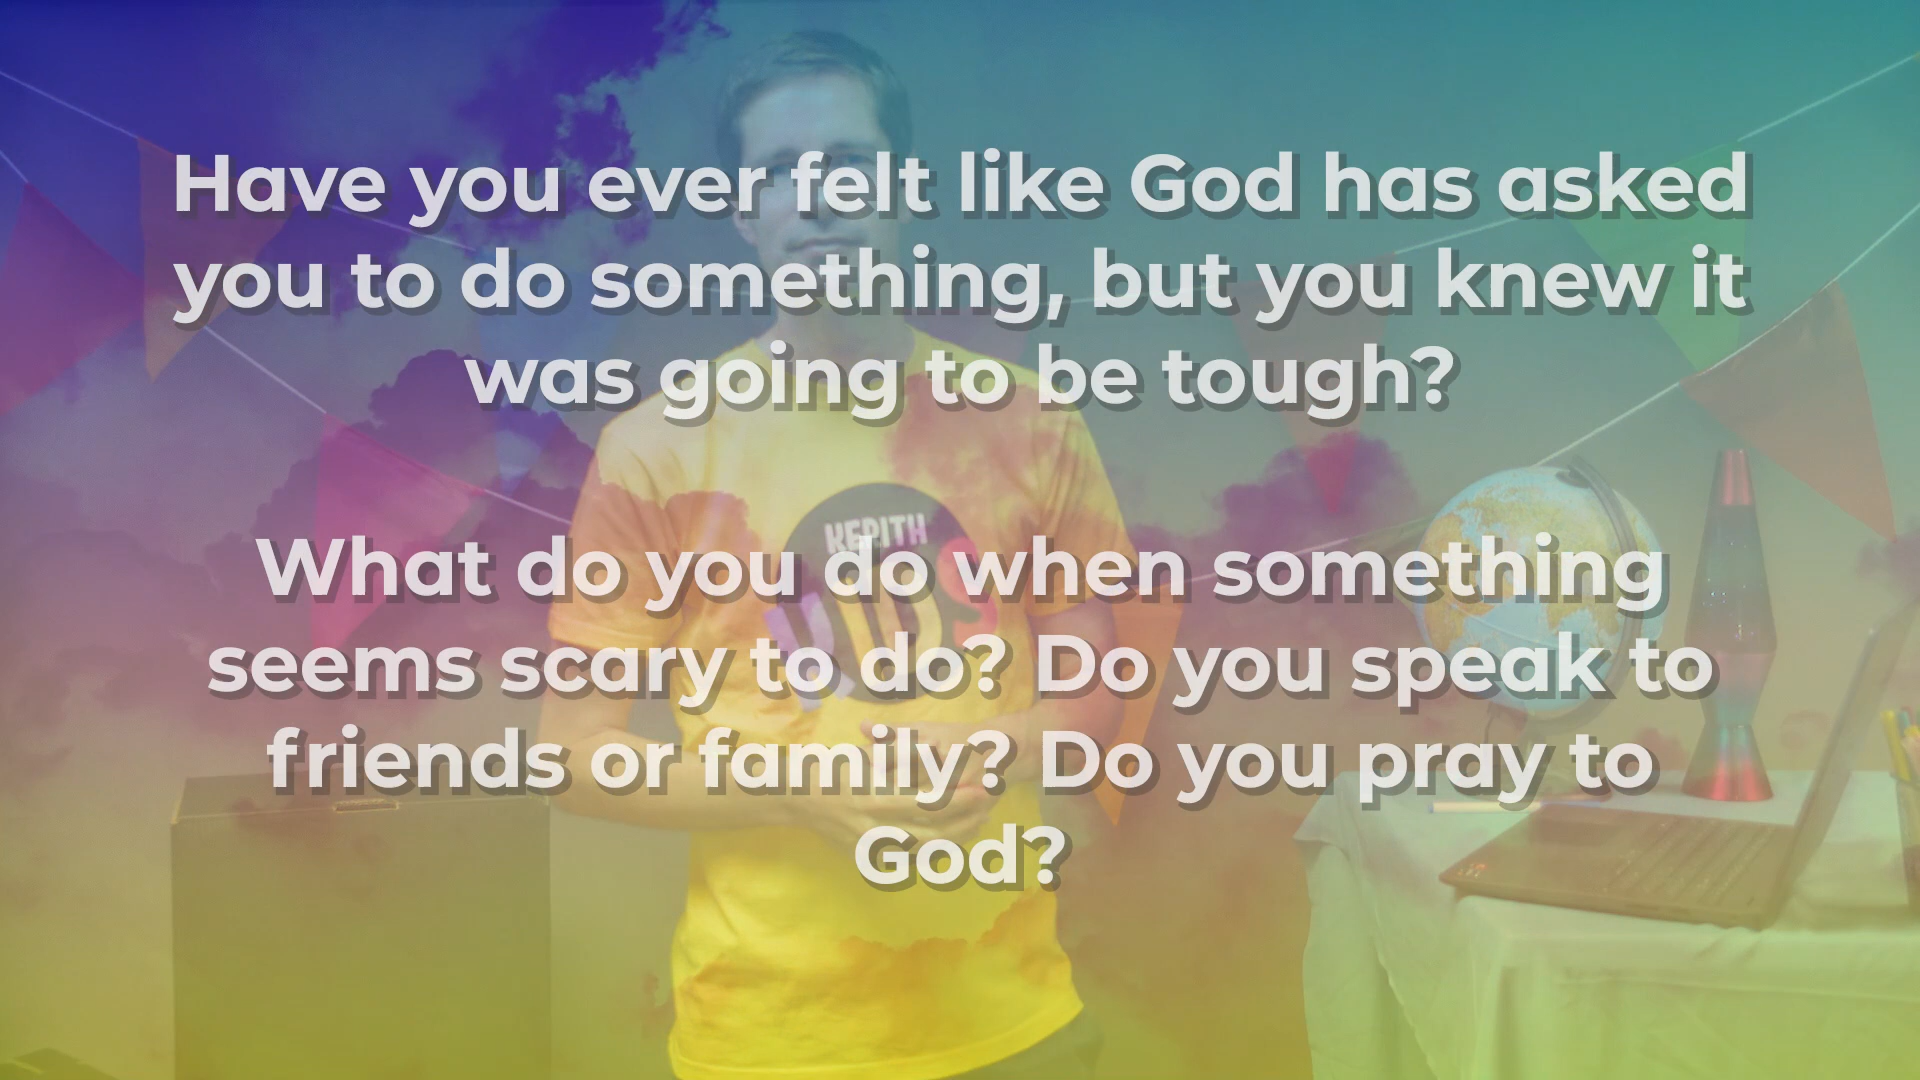 Have you ever felt like God has asked
you to do something, but you knew it
was going to be tough?
KERITH
KIDS
What do you do when something
seems scary to do? Do you speak to
friends or family? Do you pray to
God?